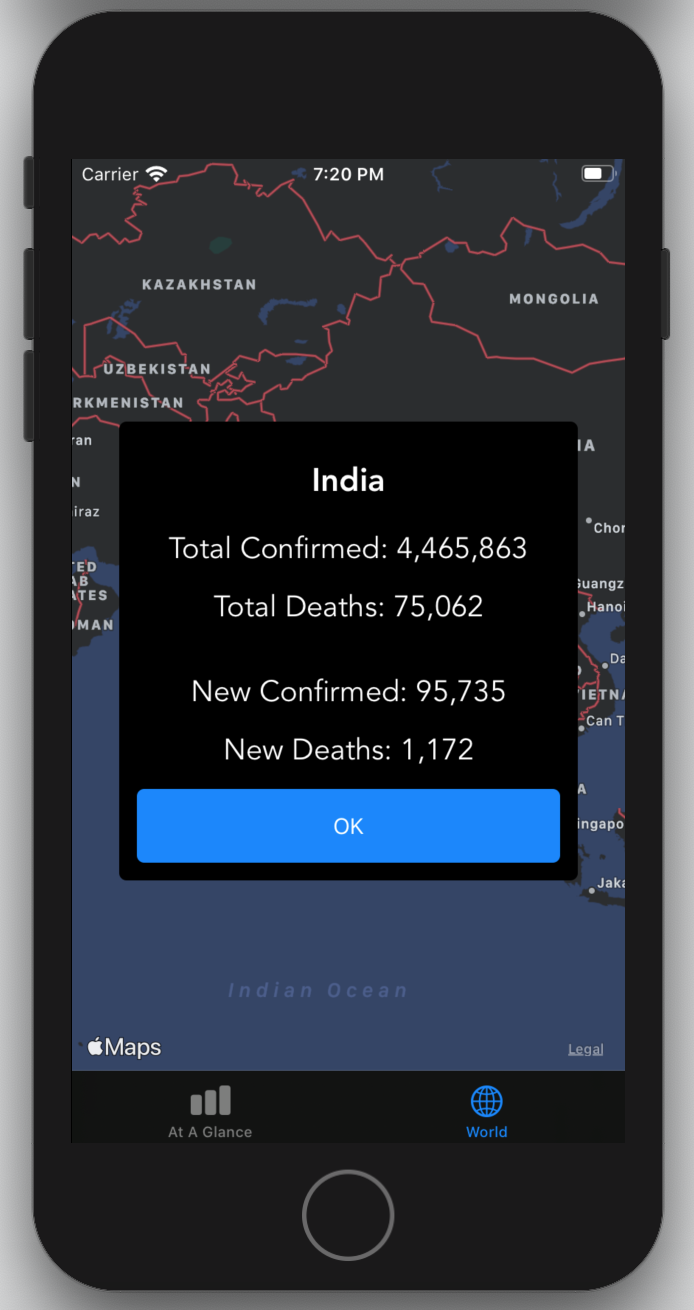 Carrier 7:20 PM
KAZAKHSTAN
MONGOLIA
UZBEKISTAN
RKMENISTAN
ran
IA
N
iraz
Chon
TED
AB
ATES
Guangz
Hanoi
OMAN
Da
IETNA
Can T
A
ingapo
Jaka
India
Total Confirmed: 4,465,863
Total Deaths: 75,062
New Confirmed: 95,735
New Deaths: 1,172
OK
Indian Ocean
Maps
Legal
At A Glance
World